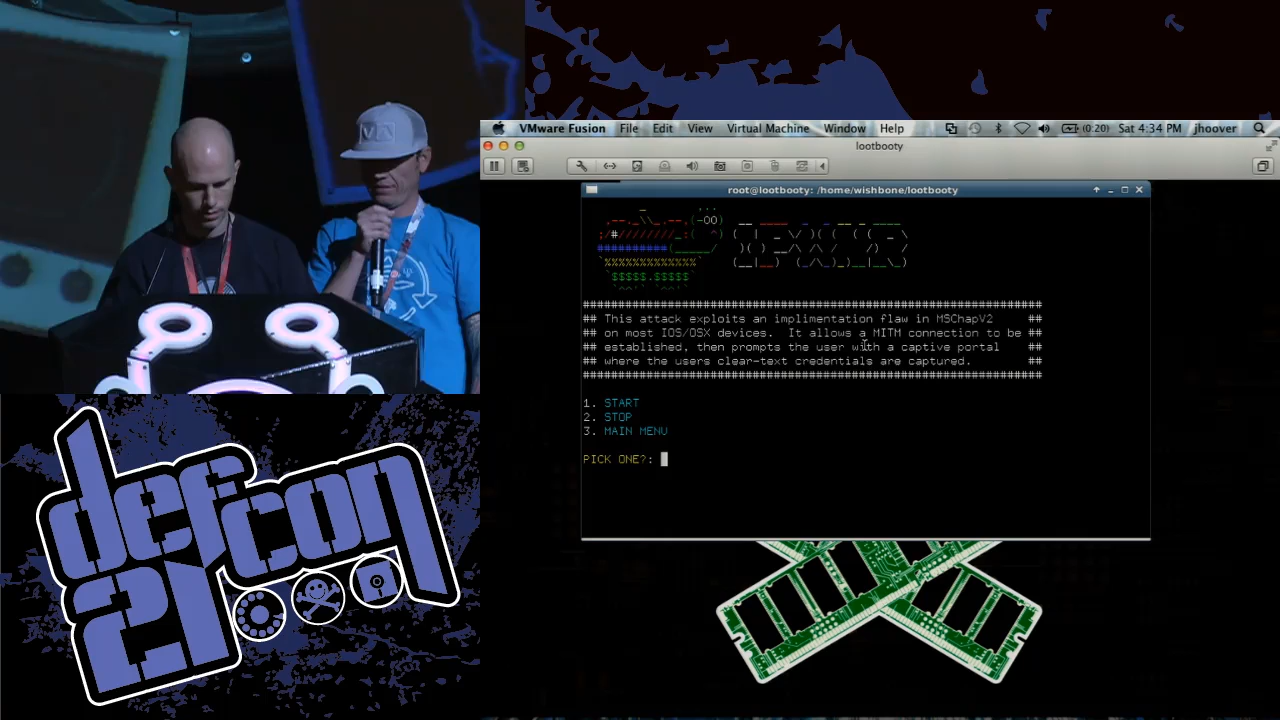 VMware Fusion File Edit View Virtual Machine Window Help (0:20) Sat 4:34 PM jhoover
lootbooty
root@lootbooty: /home/wishbone/lootbooty
## This attack exploits an implimentation flaw in MSChapV2 ##
## on most IOS/OSX devices. It allows a MITM connection to be ##
## established, then prompts the user with a captive portal ##
## where the users clear-text credentials are captured. ##
1. START
2. STOP
3. MAIN MENU
PICK ONE?:
defcon
21